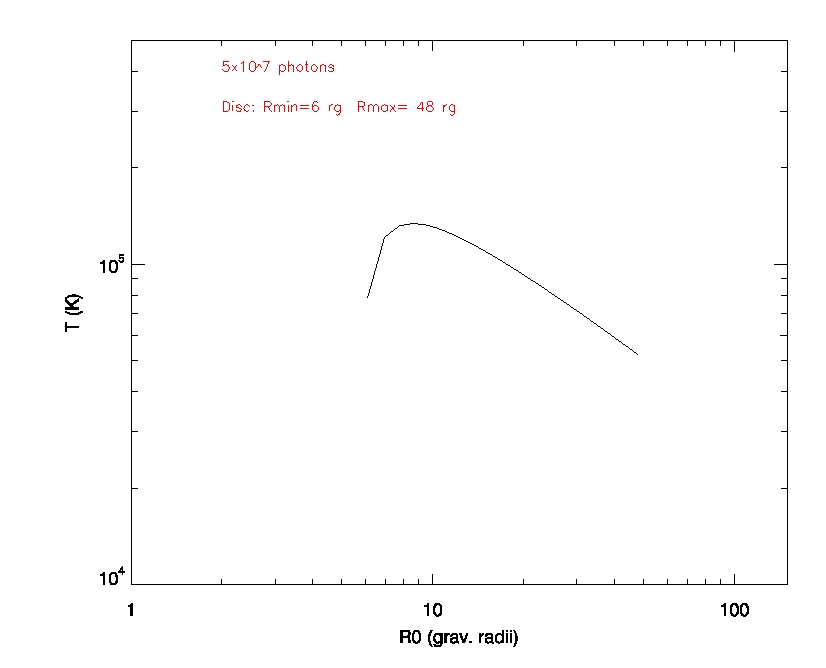 5x10^7 photons
Disc: Rmin=6 rg Rmax= 48 rg
10^5
T (K)
10^4
1 10 100
R0 (grav. radii)